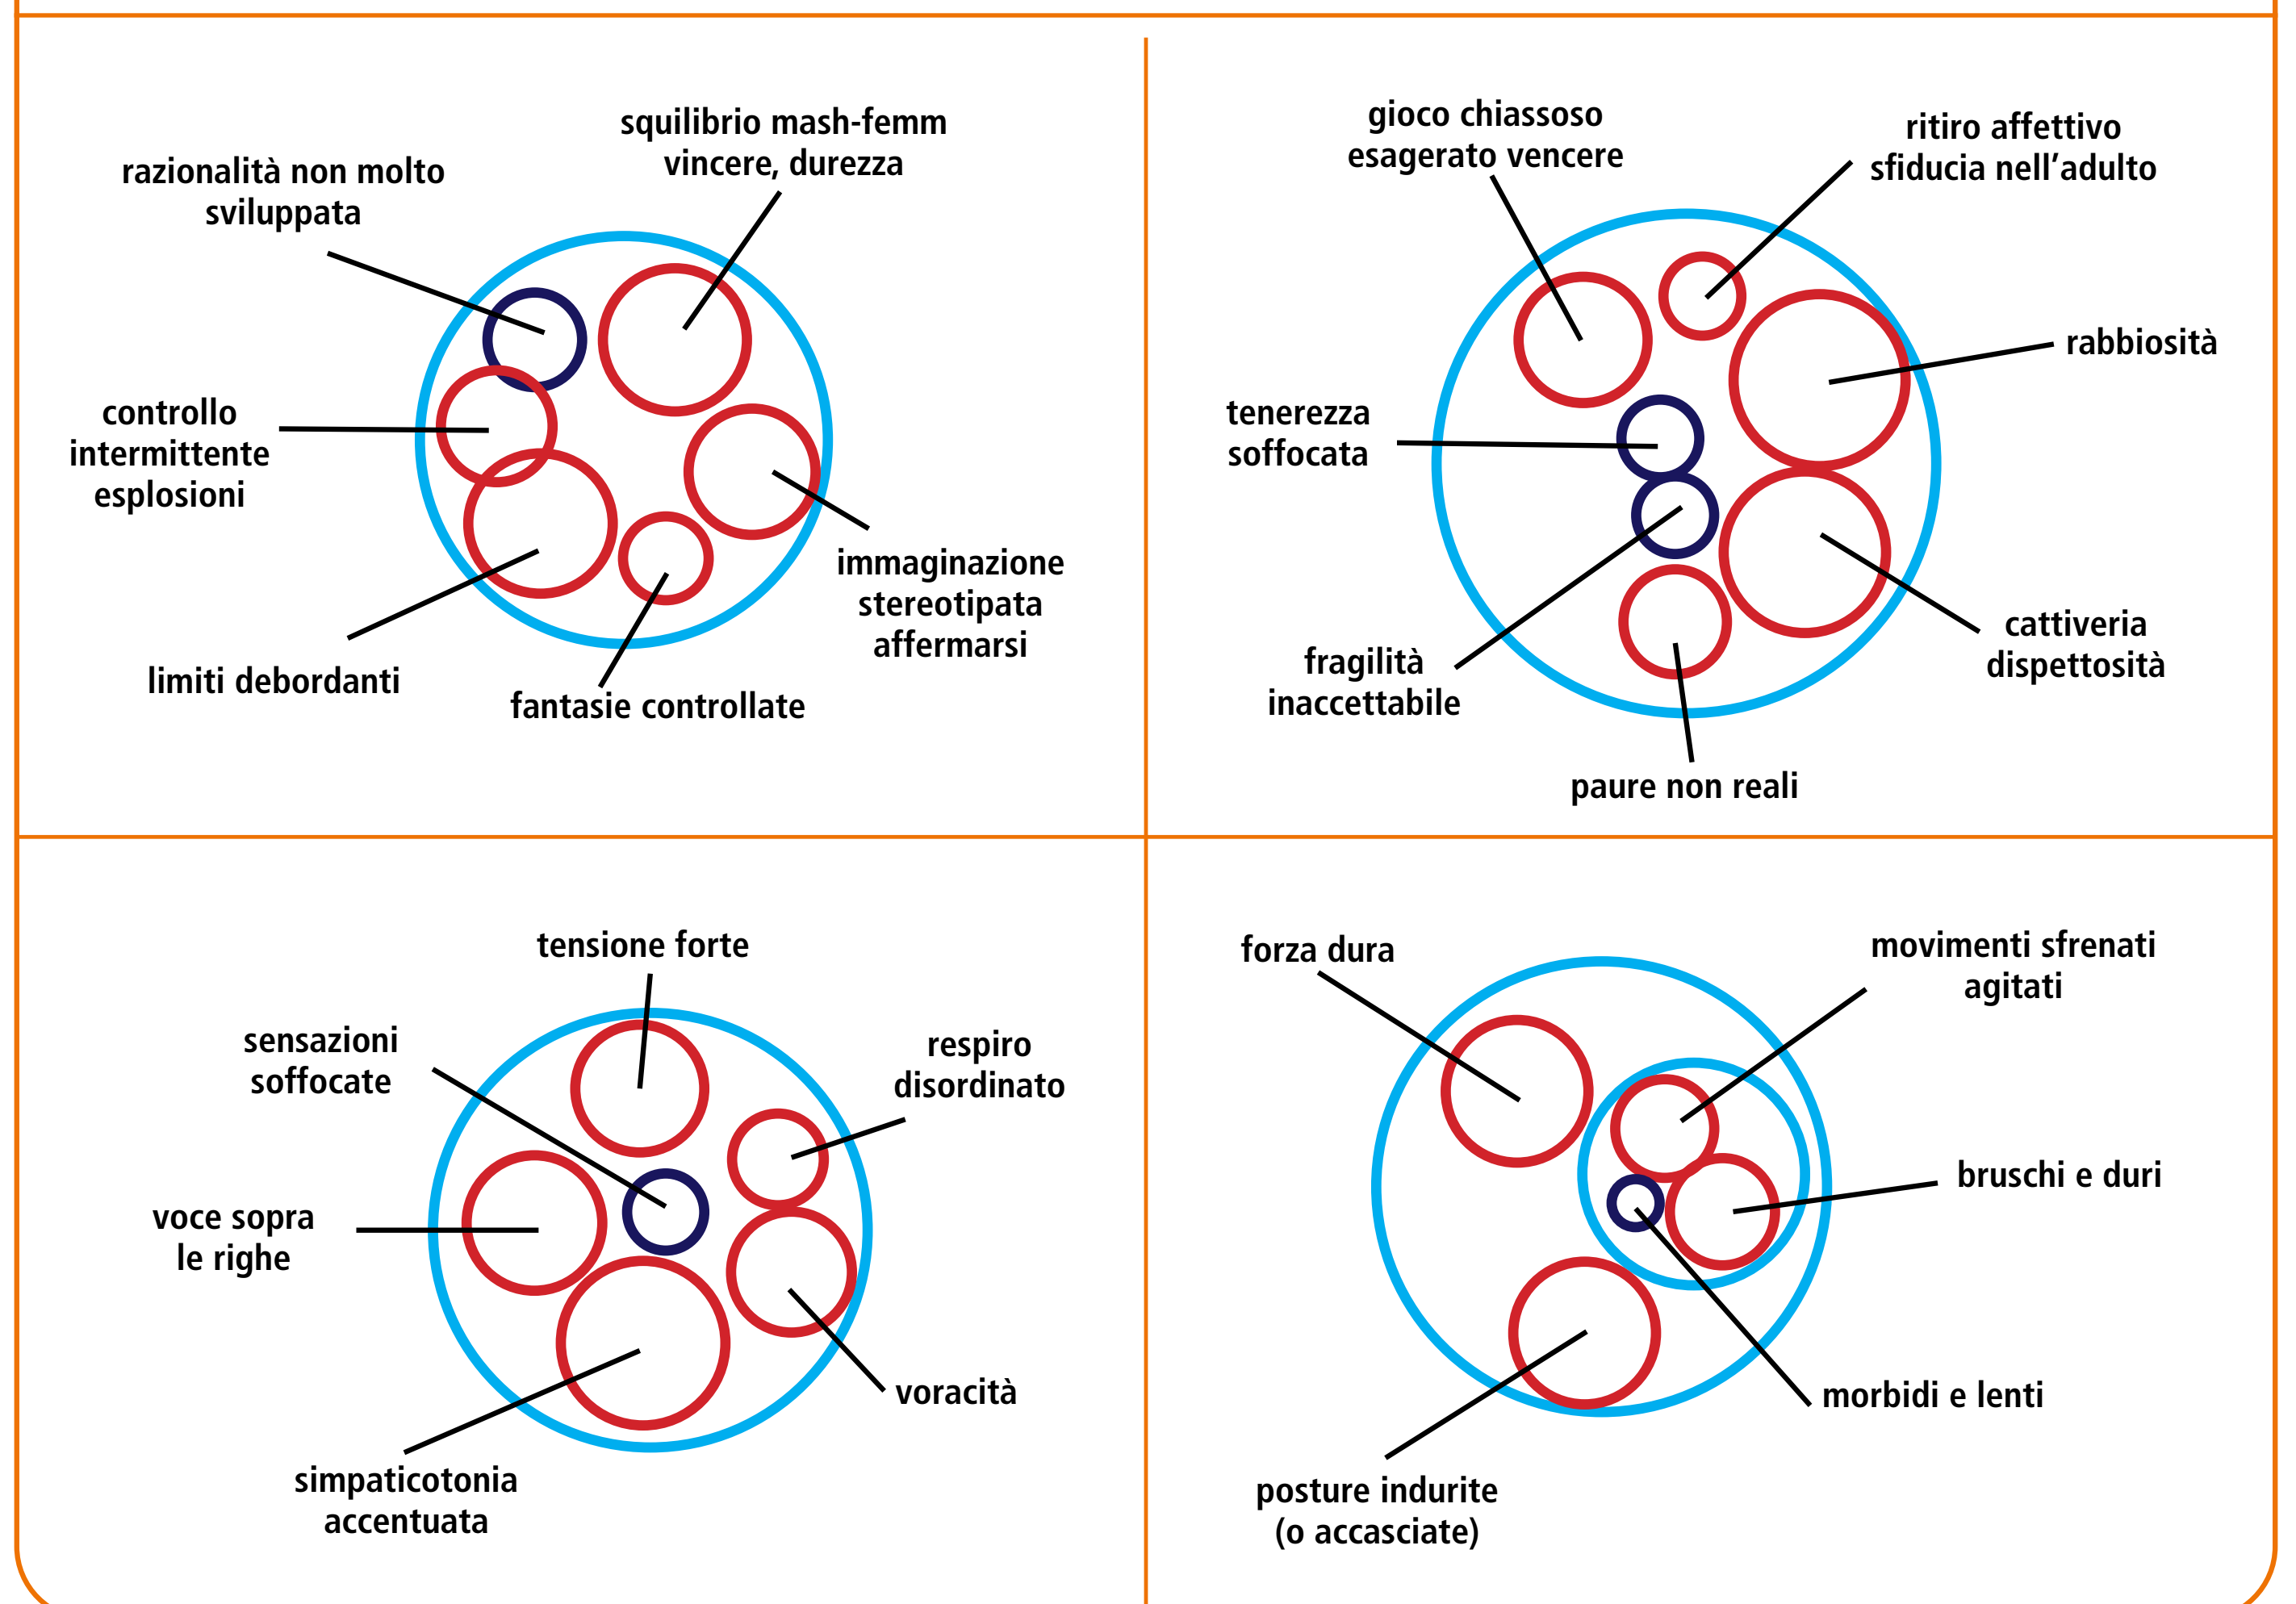 squilibrio mash-femm
vincere, durezza
razionalità non molto
sviluppata
controllo
intermittente
esplosioni
immaginazione
stereotipata
affermarsi
limiti debordanti
fantasie controllate
gioco chiassoso
esagerato vencere
ritiro affettivo
sfiducia nell'adulto
rabbiosità
tenerezza
soffocata
cattiveria
dispettosità
fragilità
inaccettabile
paure non reali
tensione forte
sensazioni
soffocate
respiro
disordinato
voce sopra
le righe
voracità
simpaticotonia
accentuata
forza dura
movimenti sfrenati
agitati
bruschi e duri
morbidi e lenti
posture indurite
(o accasciate)